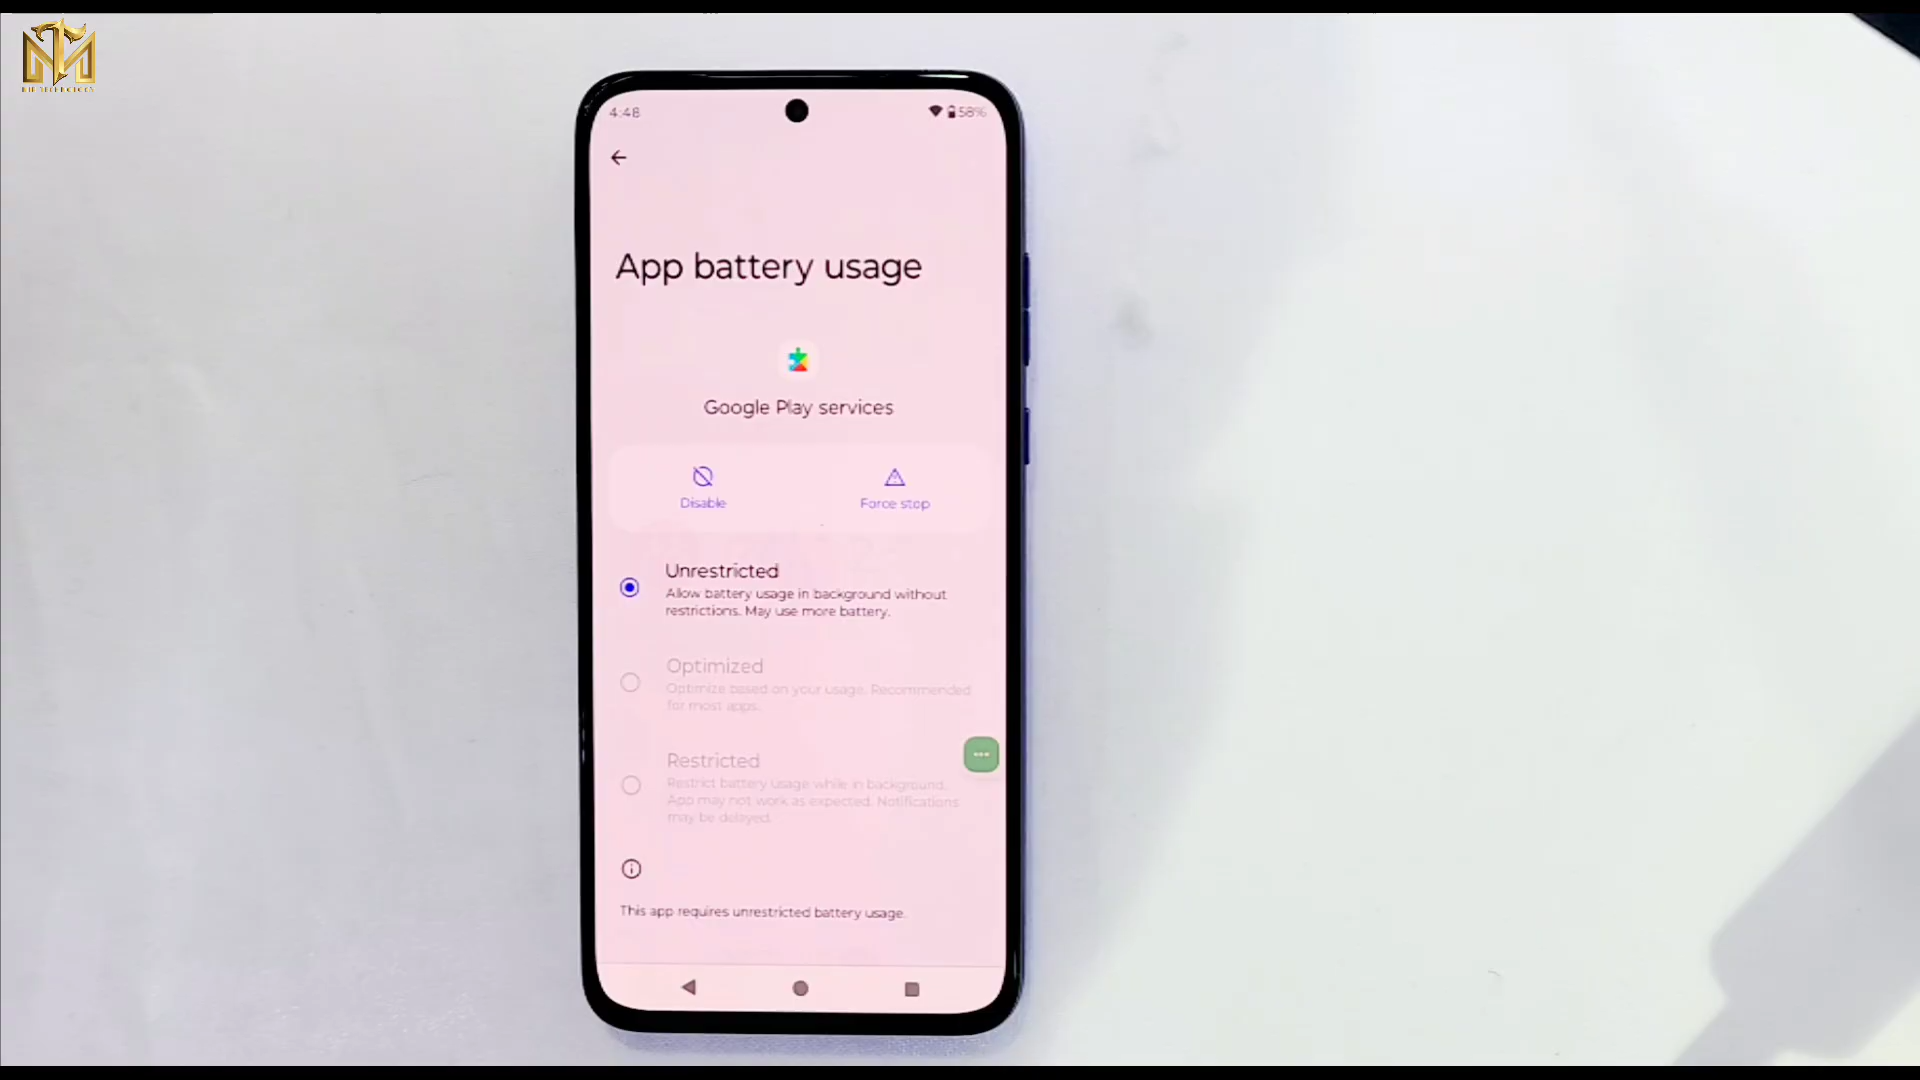 4:48
58%
App battery usage
Google Play services
Disable
Force stop
Unrestricted
Allow battery usage in background without
restrictions. May use more battery.
Optimized
Optimize based on your usage. Recommended
for most apps.
Restricted
Restrict battery usage while in background.
App may not work as expected. Notifications
may be delayed.
This app requires unrestricted battery usage.